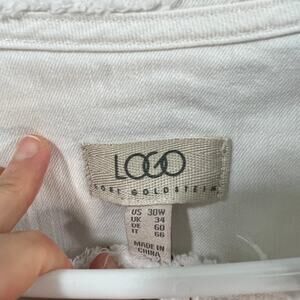 LOGO
LORI GOLDSTEIN
US 30W
UK 34
DE 60
IT 66
MADE IN
CHINA